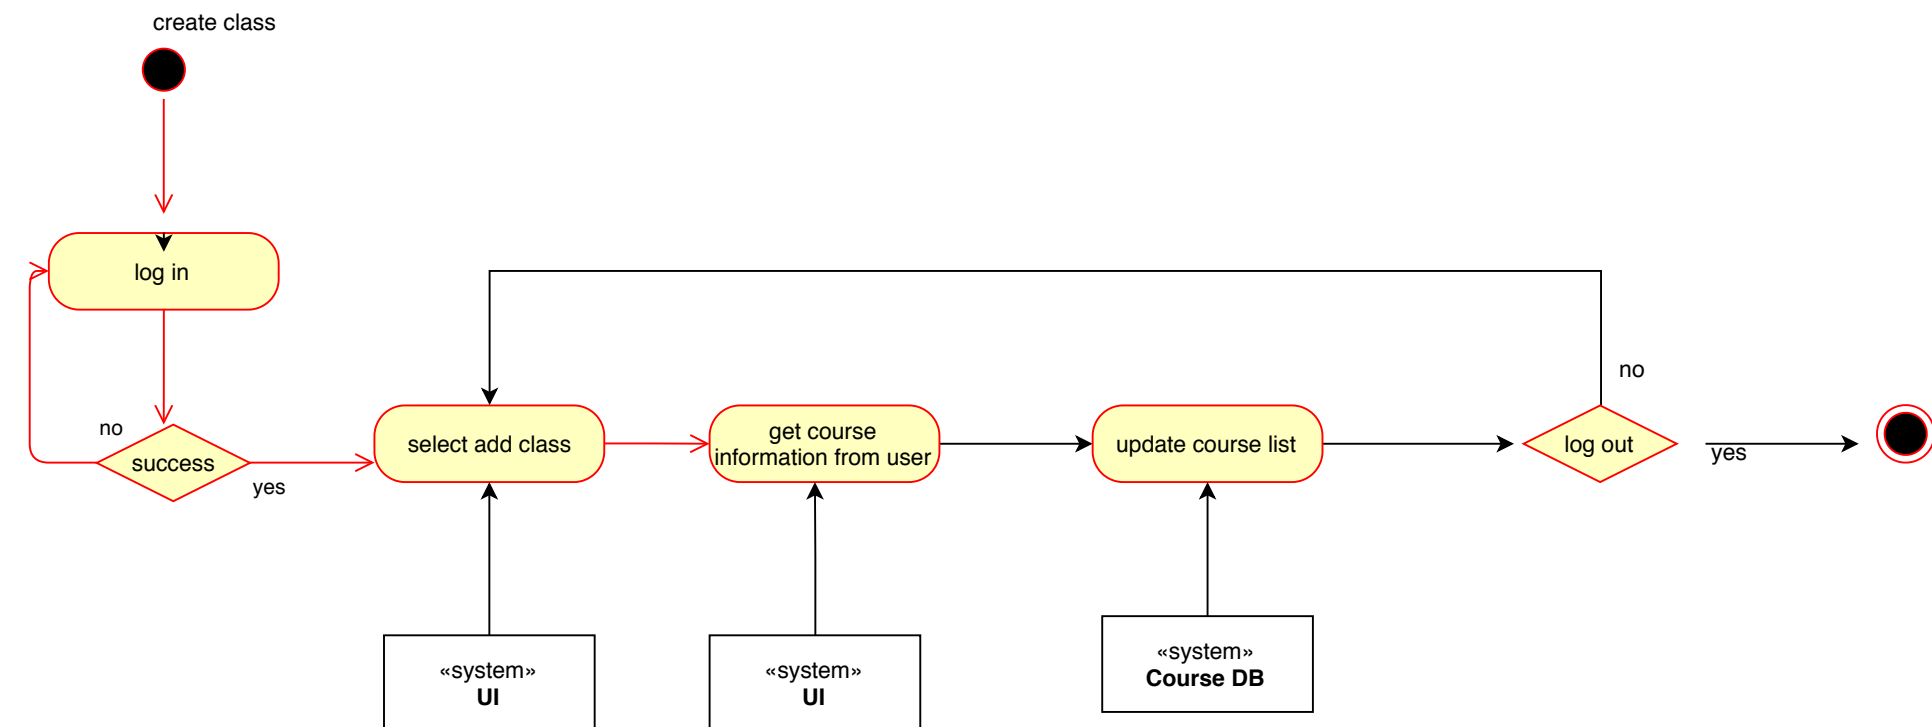 create class
log in
no
success
yes
select add class
get course
information from user
update course list
log out
no
yes
«system»
UI
«system»
UI
«system»
Course DB